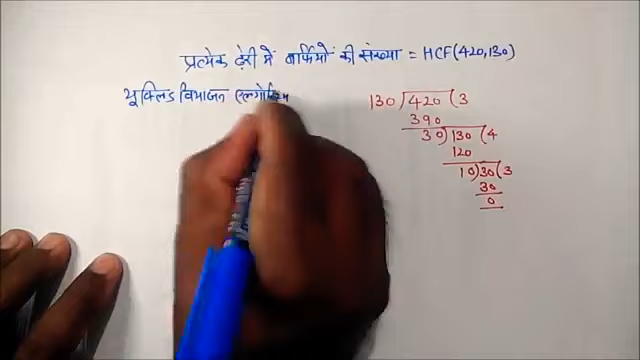 प्रत्येक ढ़ेरी में बर्फियों की संख्या = HCF(420,130)
यूक्लिड विभाजन
130) 420 (3
390
30) 130 (4
120
10) 30 (3
30
0